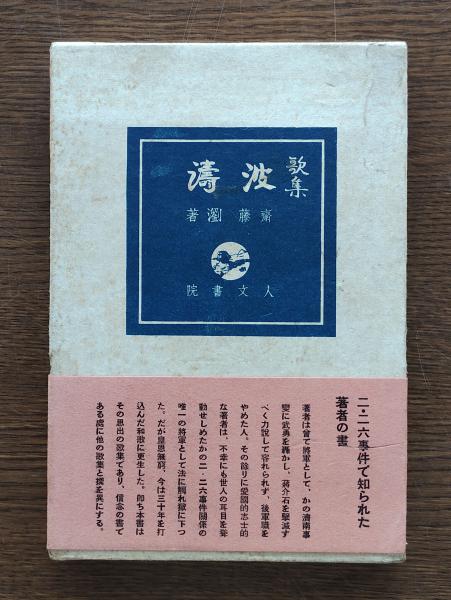 歌集
波濤
齋藤瀏著
人文書院
二・二六事件で知られた
著者の書
著者は曾て將軍として、かの濟南事
變に武勇を轟かし、蔣介石を擊滅す
べく力說して容れられず、後軍職を
やめた人。その餘りに愛國的志士的
な著者は、不幸にも世人の耳目を聳
動せしめたかの二・二六事件關係の
唯一の將軍として法に觸れ獄に下つ
た。だが皇恩無窮、今は三十年を打
込んだ和歌に更生した。卽ち本書は
その思出の歌集であり、信念の書で
ある處に他の歌集と撰を異にする。